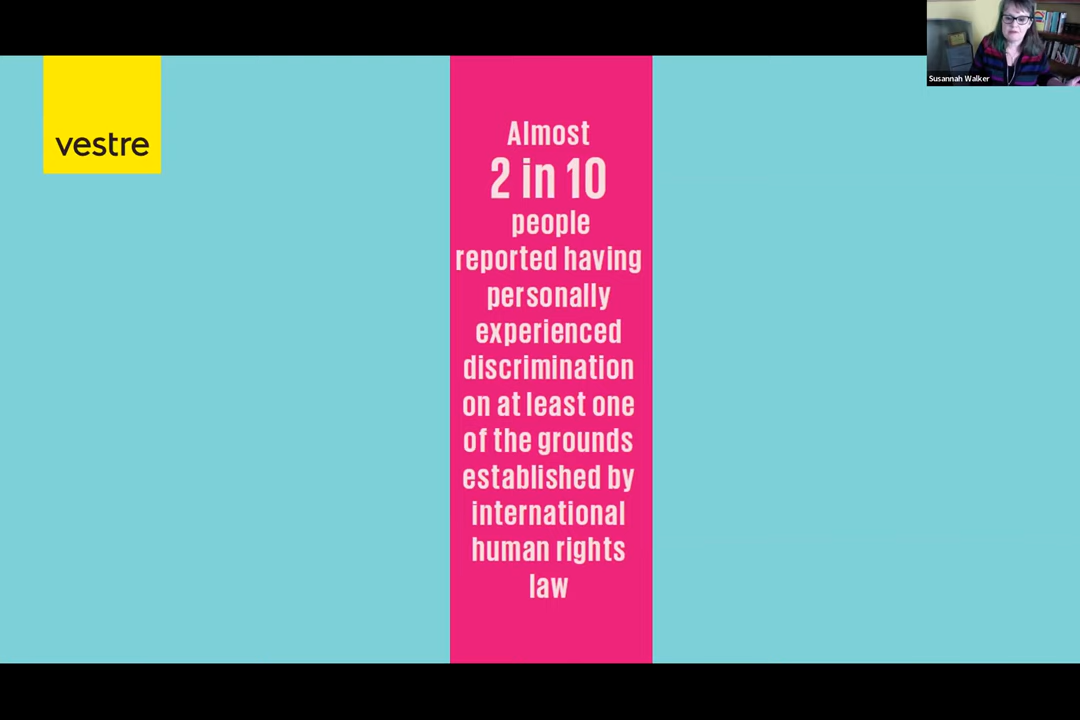 vestre
Almost
2 in 10
people
reported having
personally
experienced
discrimination
on at least one
of the grounds
established by
international
human rights
law
Susannah Walker